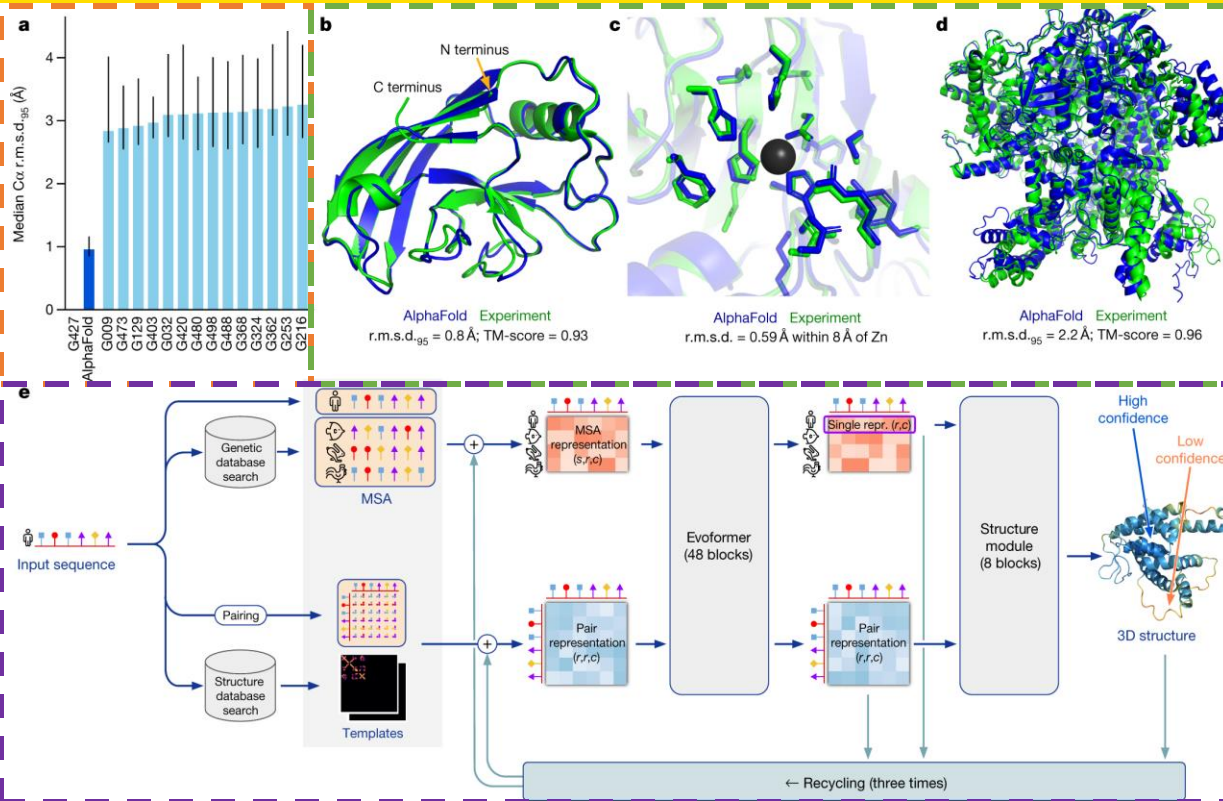 a
Median Cα r.m.s.d.95 (Å)
4
3
2
1
0
G427
AlphaFold
G009
G473
G129
G403
G032
G420
G480
G498
G488
G368
G324
G362
G253
G216
b
N terminus
C terminus
AlphaFold Experiment
r.m.s.d.95 = 0.8 Å; TM-score = 0.93
c
AlphaFold Experiment
r.m.s.d. = 0.59 Å within 8 Å of Zn
d
AlphaFold Experiment
r.m.s.d.95 = 2.2 Å; TM-score = 0.96
e
Input sequence
Genetic
database
search
Pairing
Structure
database
search
MSA
Templates
+
+
MSA
representation
(s,r,c)
Pair
representation
(r,r,c)
Evoformer
(48 blocks)
Single repr. (r,c)
Pair
representation
(r,r,c)
Structure
module
(8 blocks)
High
confidence
Low
confidence
3D structure
← Recycling (three times)